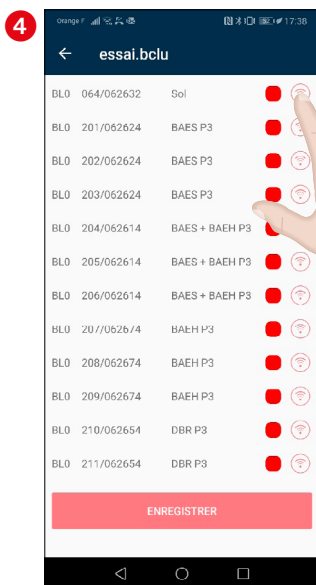 4
Orange F 17:38
← essai.bclu
BL0 064/062632 Sol
BL0 201/062624 BAES P3
BL0 202/062624 BAES P3
BL0 203/062624 BAES P3
BL0 204/062614 BAES + BAEH P3
BL0 205/062614 BAES + BAEH P3
BL0 206/062614 BAES + BAEH P3
BL0 207/062674 BAEH P3
BL0 208/062674 BAEH P3
BL0 209/062674 BAEH P3
BL0 210/062654 DBR P3
BL0 211/062654 DBR P3
ENREGISTRER